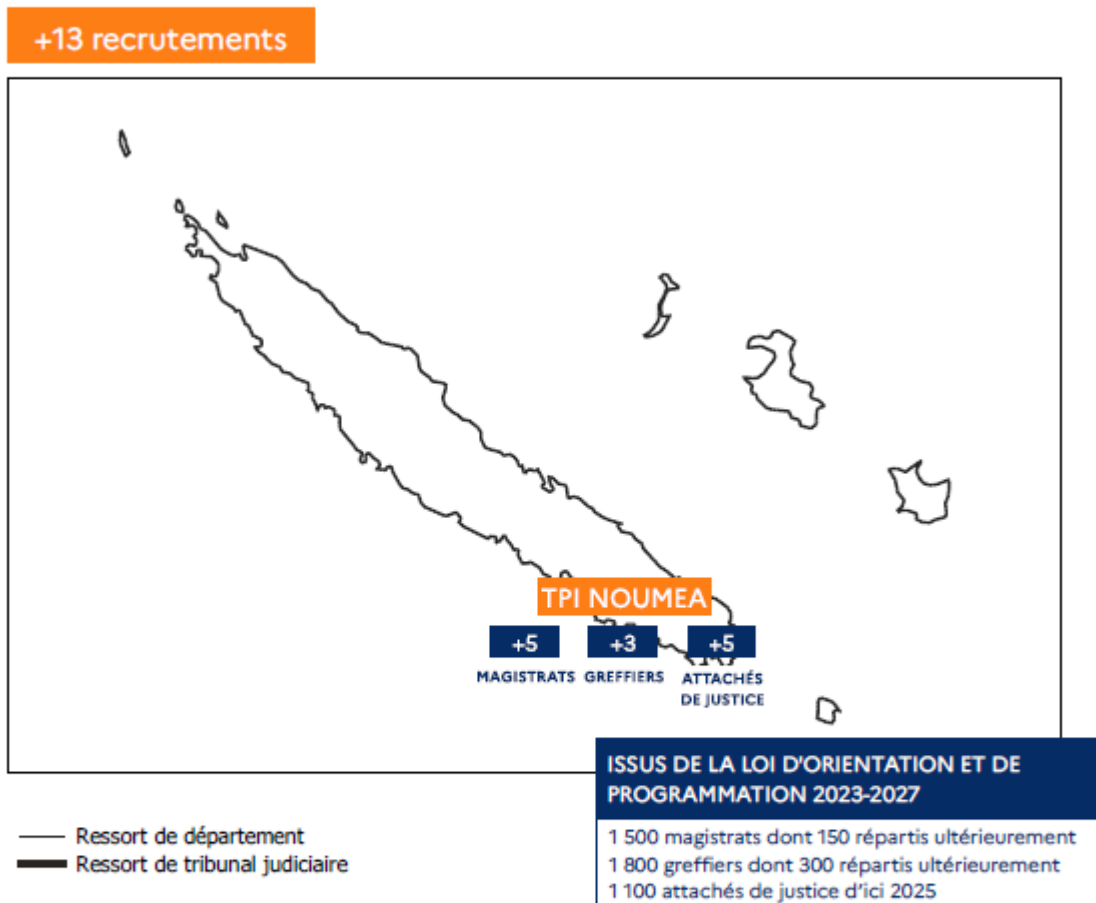 +13 recrutements
TPI NOUMEA
+5
+3
+5
MAGISTRATS
GREFFIERS
ATTACHÉS
DE JUSTICE
ISSUS DE LA LOI D'ORIENTATION ET DE
PROGRAMMATION 2023-2027
1 500 magistrats dont 150 répartis ultérieurement
1 800 greffiers dont 300 répartis ultérieurement
1 100 attachés de justice d'ici 2025
Ressort de département
Ressort de tribunal judiciaire